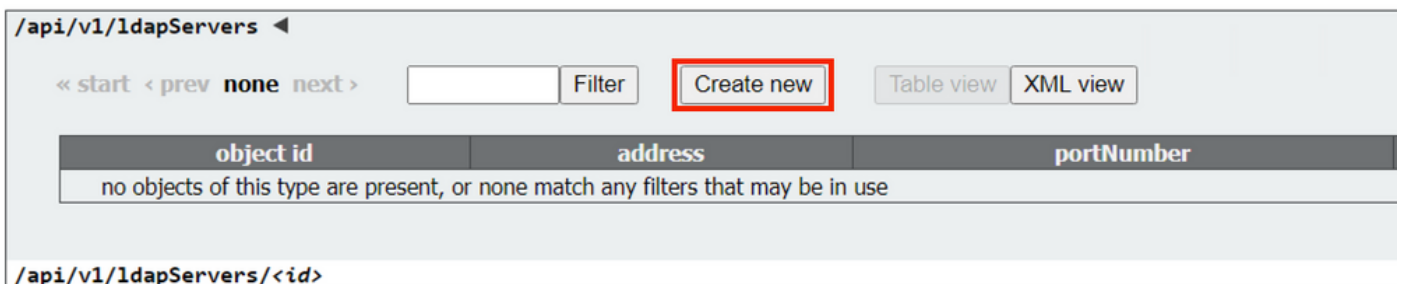 /api/v1/ldapServers ◄
« start ‹ prev none next › Filter Create new Table view XML view
object id address portNumber
no objects of this type are present, or none match any filters that may be in use
/api/v1/ldapServers/<id>